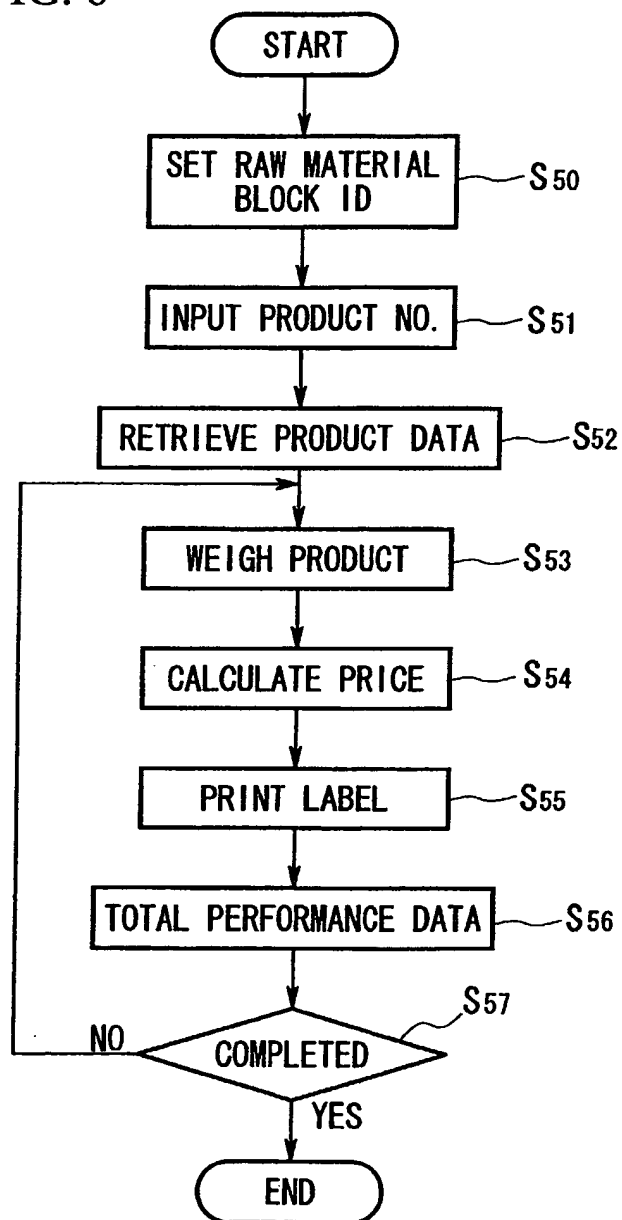 START
SET RAW MATERIAL
BLOCK ID
S50
INPUT PRODUCT NO.
S51
RETRIEVE PRODUCT DATA
S52
WEIGH PRODUCT
S53
CALCULATE PRICE
S54
PRINT LABEL
S55
TOTAL PERFORMANCE DATA
S56
S57
NO
COMPLETED
YES
END